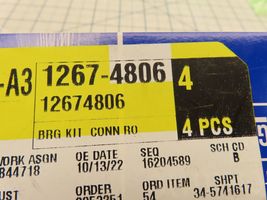 -A3 1267-4806 4
12674806
BRG KIT CONN RO 4 PCS
WORK ASGN OE DATE SEQ SCH CD
844718 10/13/22 16204589 B
ORDER ORD ITEM SHPT
54 34-5741617